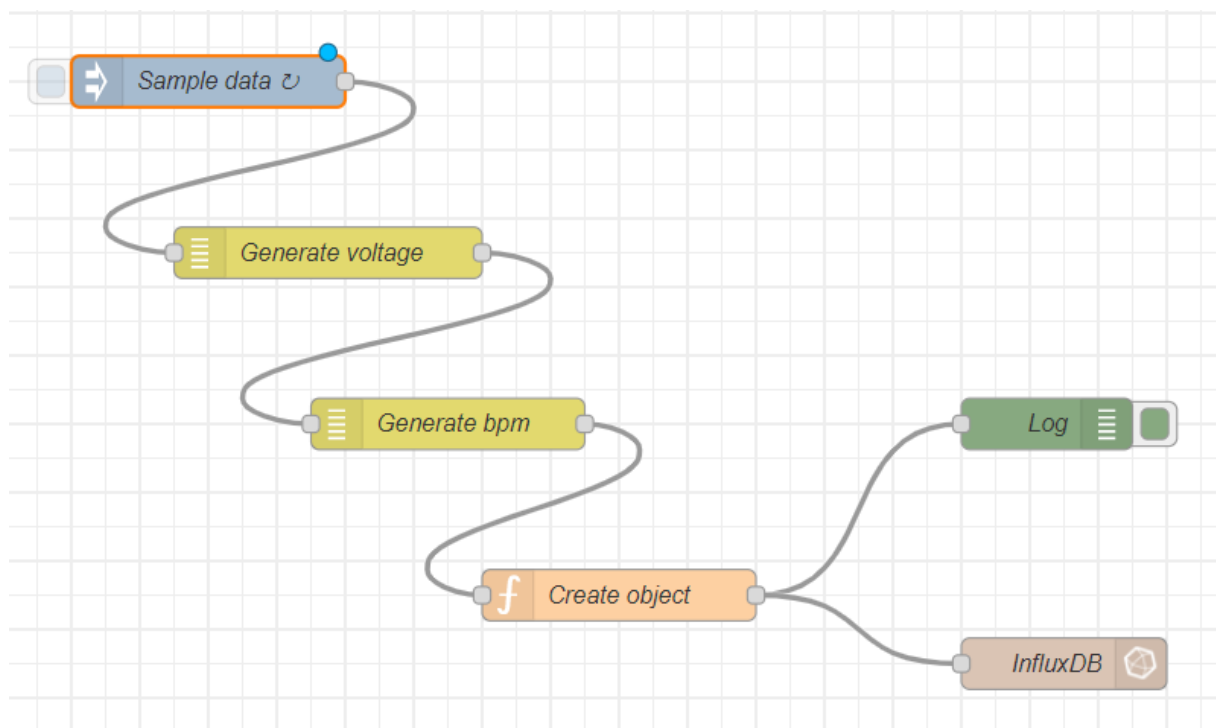 Sample data ↻
Generate voltage
Generate bpm
Log
Create object
InfluxDB